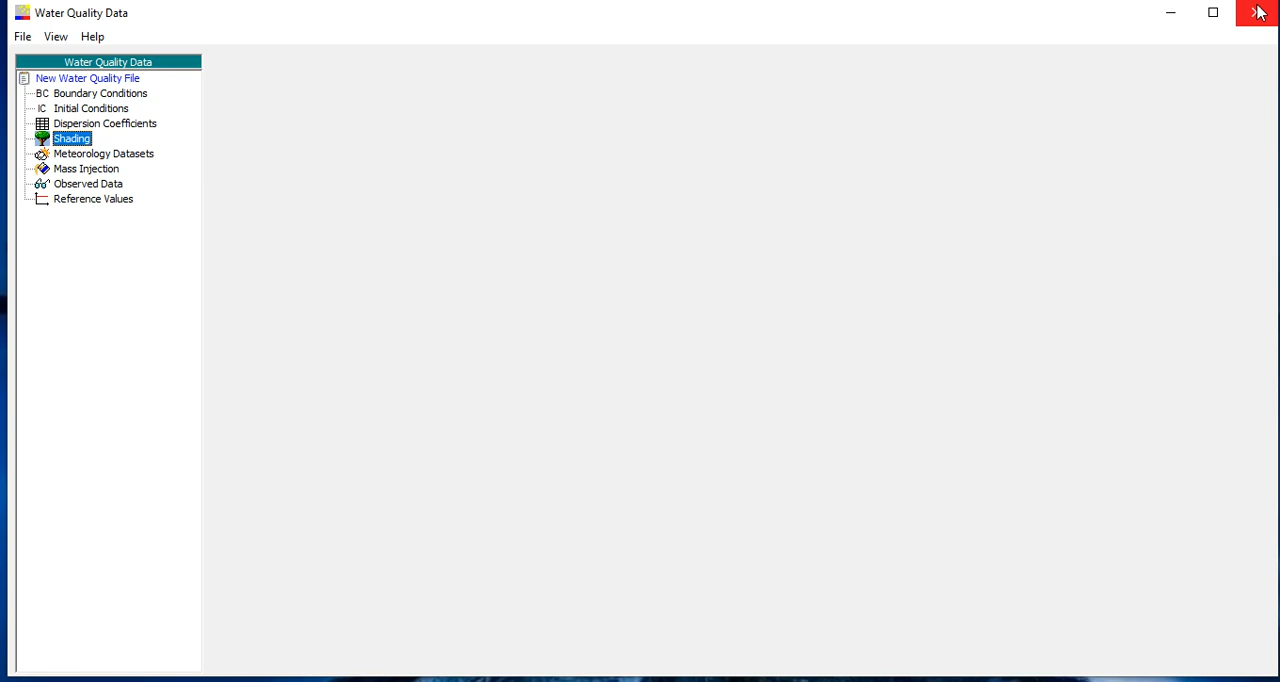 Water Quality Data
File View Help
Water Quality Data
New Water Quality File
BC Boundary Conditions
IC Initial Conditions
Dispersion Coefficients
Shading
Meteorology Datasets
Mass Injection
Observed Data
Reference Values